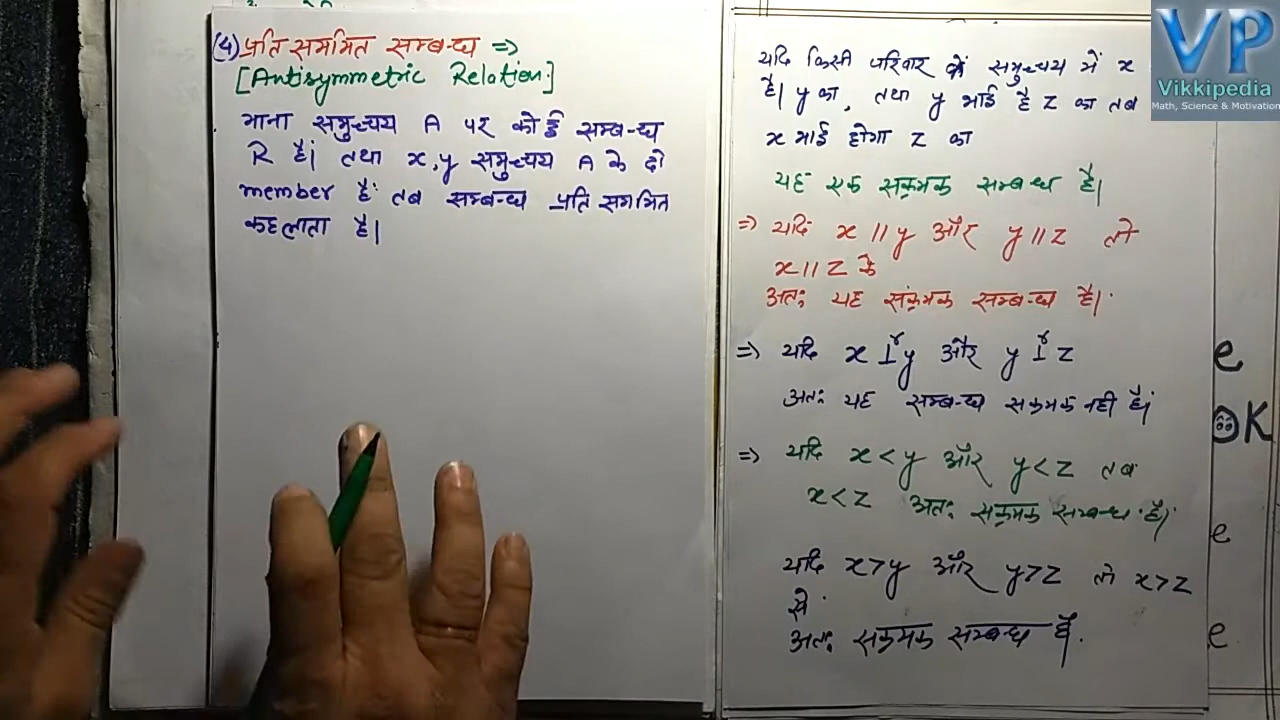 (4) प्रति सममित सम्बन्ध ⇒
[Antisymmetric Relation.]
माना समुच्चय A पर कोई सम्बन्ध
R है। तथा x,y समुच्चय A के दो
member हैं तब सम्बन्ध प्रति सममित
कहलाता है।
यदि किसी परिवार के समुच्चय में x
है। y का, तथा y भाई है z का तब
x भाई होगा z का
यह एक सक्रमक सम्बन्ध है।
⇒ यदि x || y और y || z तो
x || z के
अतः यह संक्रमक सम्बन्ध है।
⇒ यदि x ⊥r y और y ⊥r z
अतः यह सम्बन्ध सक्रमक नही है।
⇒ यदि x < y और y < z तब
x < z अतः सक्रमक सम्बन्ध है।
यदि x > y और y > z तो x > z
से
अतः सक्रमक सम्बन्ध है.
VP
Vikkipedia
Math, Science & Motivation
e
OK
e
e